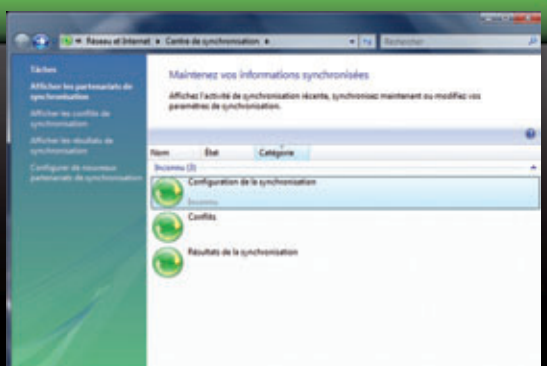 Réseau et Internet ▸ Centre de synchronisation ▸
Rechercher
Tâches
Afficher les partenariats de
synchronisation
Afficher les conflits de
synchronisation
Afficher les résultats de
synchronisation
Configurer de nouveaux
partenariats de synchronisation
Maintenez vos informations synchronisées
Affichez l'activité de synchronisation récente, synchronisez maintenant ou modifiez vos
paramètres de synchronisation.
Nom État Catégorie
Inconnu (3)
Configuration de la synchronisation
Inconnu
Conflits
Résultats de la synchronisation